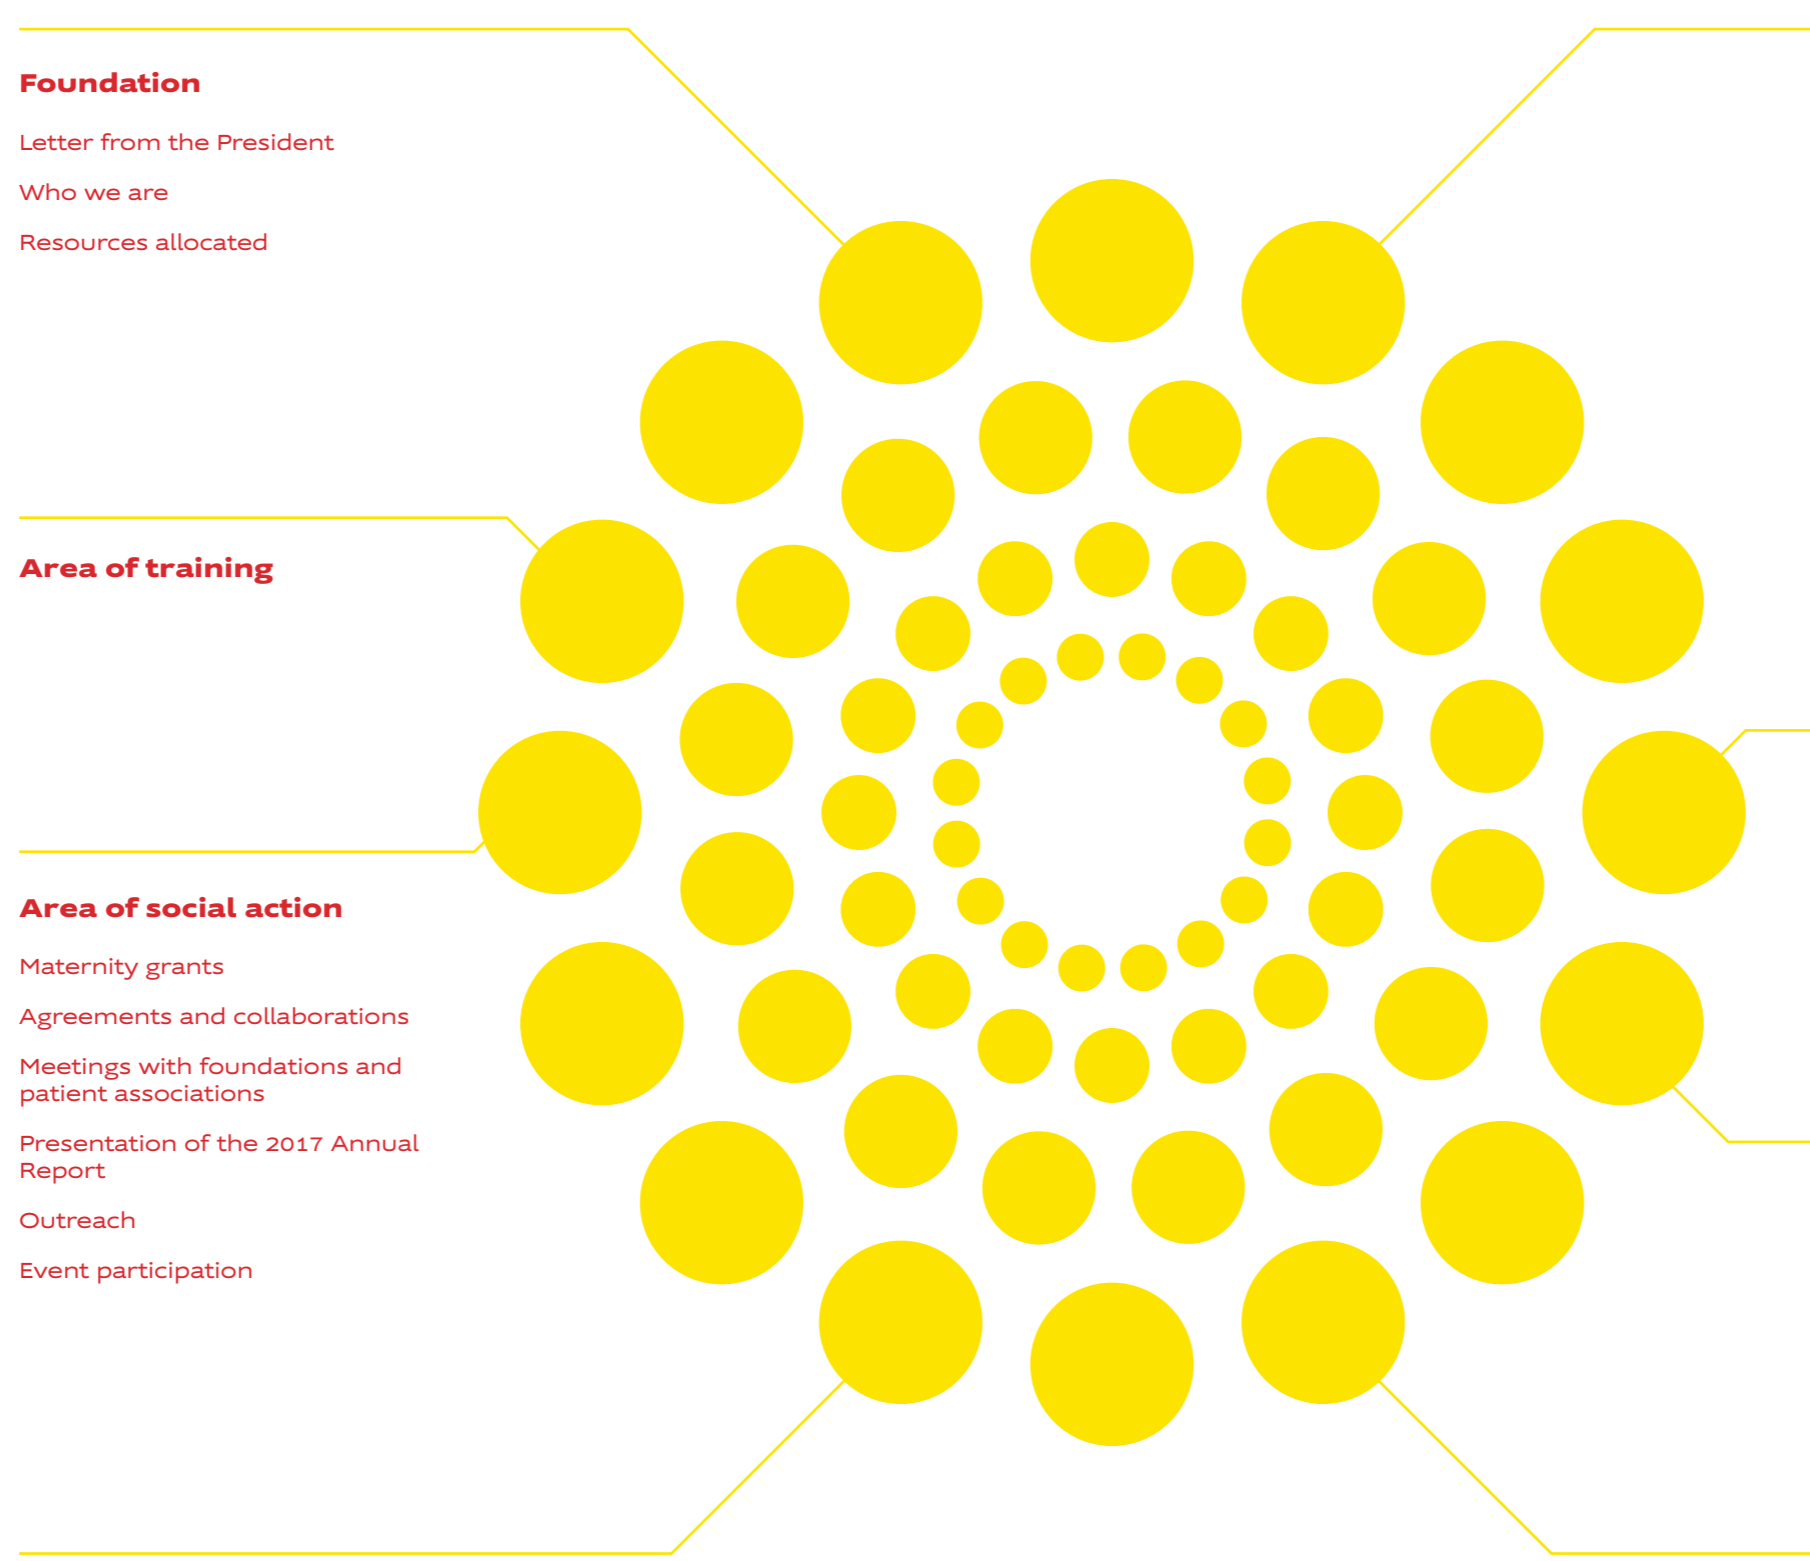 Foundation
Letter from the President
Who we are
Resources allocated
Area of training
Area of social action
Maternity grants
Agreements and collaborations
Meetings with foundations and
patient associations
Presentation of the 2017 Annual
Report
Outreach
Event participation